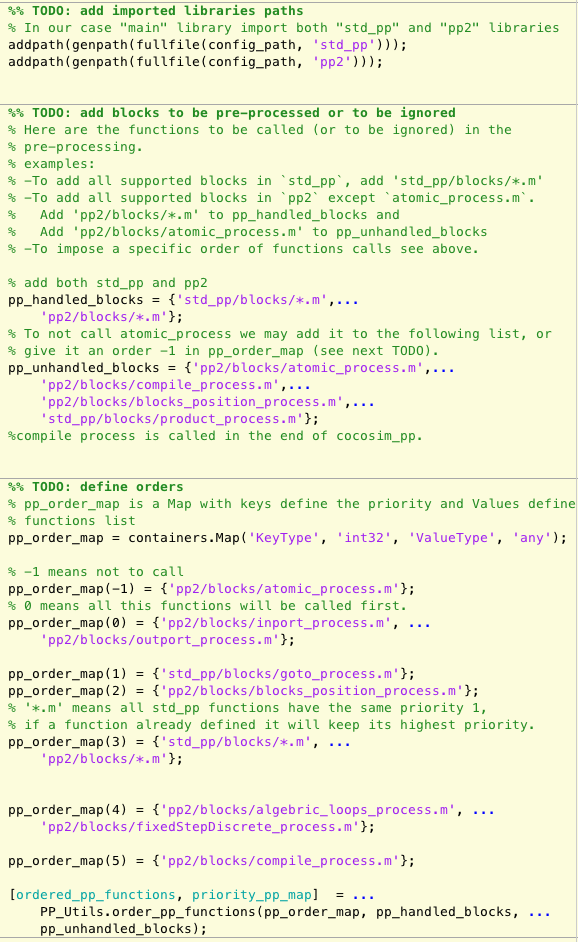 %% TODO: add imported libraries paths
% In our case "main" library import both "std_pp" and "pp2" libraries
addpath(genpath(fullfile(config_path, 'std_pp')));
addpath(genpath(fullfile(config_path, 'pp2')));
%% TODO: add blocks to be pre-processed or to be ignored
% Here are the functions to be called (or to be ignored) in the
% pre-processing.
% examples:
% -To add all supported blocks in `std_pp`, add 'std_pp/blocks/*.m'
% -To add all supported blocks in `pp2` except `atomic_process.m`.
%   Add 'pp2/blocks/*.m' to pp_handled_blocks and
%   Add 'pp2/blocks/atomic_process.m' to pp_unhandled_blocks
% -To impose a specific order of functions calls see above.
% add both std_pp and pp2
pp_handled_blocks = {'std_pp/blocks/*.m',...
    'pp2/blocks/*.m'};
% To not call atomic_process we may add it to the following list, or
% give it an order -1 in pp_order_map (see next TODO).
pp_unhandled_blocks = {'pp2/blocks/atomic_process.m',...
    'pp2/blocks/compile_process.m',...
    'pp2/blocks/blocks_position_process.m',...
    'std_pp/blocks/product_process.m'};
%compile process is called in the end of cocosim_pp.
%% TODO: define orders
% pp_order_map is a Map with keys define the priority and Values define
% functions list
pp_order_map = containers.Map('KeyType', 'int32', 'ValueType', 'any');
% -1 means not to call
pp_order_map(-1) = {'pp2/blocks/atomic_process.m'};
% 0 means all this functions will be called first.
pp_order_map(0) = {'pp2/blocks/inport_process.m', ...
    'pp2/blocks/outport_process.m'};
pp_order_map(1) = {'std_pp/blocks/goto_process.m'};
pp_order_map(2) = {'pp2/blocks/blocks_position_process.m'};
% '*.m' means all std_pp functions have the same priority 1,
% if a function already defined it will keep its highest priority.
pp_order_map(3) = {'std_pp/blocks/*.m', ...
    'pp2/blocks/*.m'};
pp_order_map(4) = {'pp2/blocks/algebric_loops_process.m', ...
    'pp2/blocks/fixedStepDiscrete_process.m'};
pp_order_map(5) = {'pp2/blocks/compile_process.m'};
[ordered_pp_functions, priority_pp_map]  = ...
    PP_Utils.order_pp_functions(pp_order_map, pp_handled_blocks, ...
    pp_unhandled_blocks);